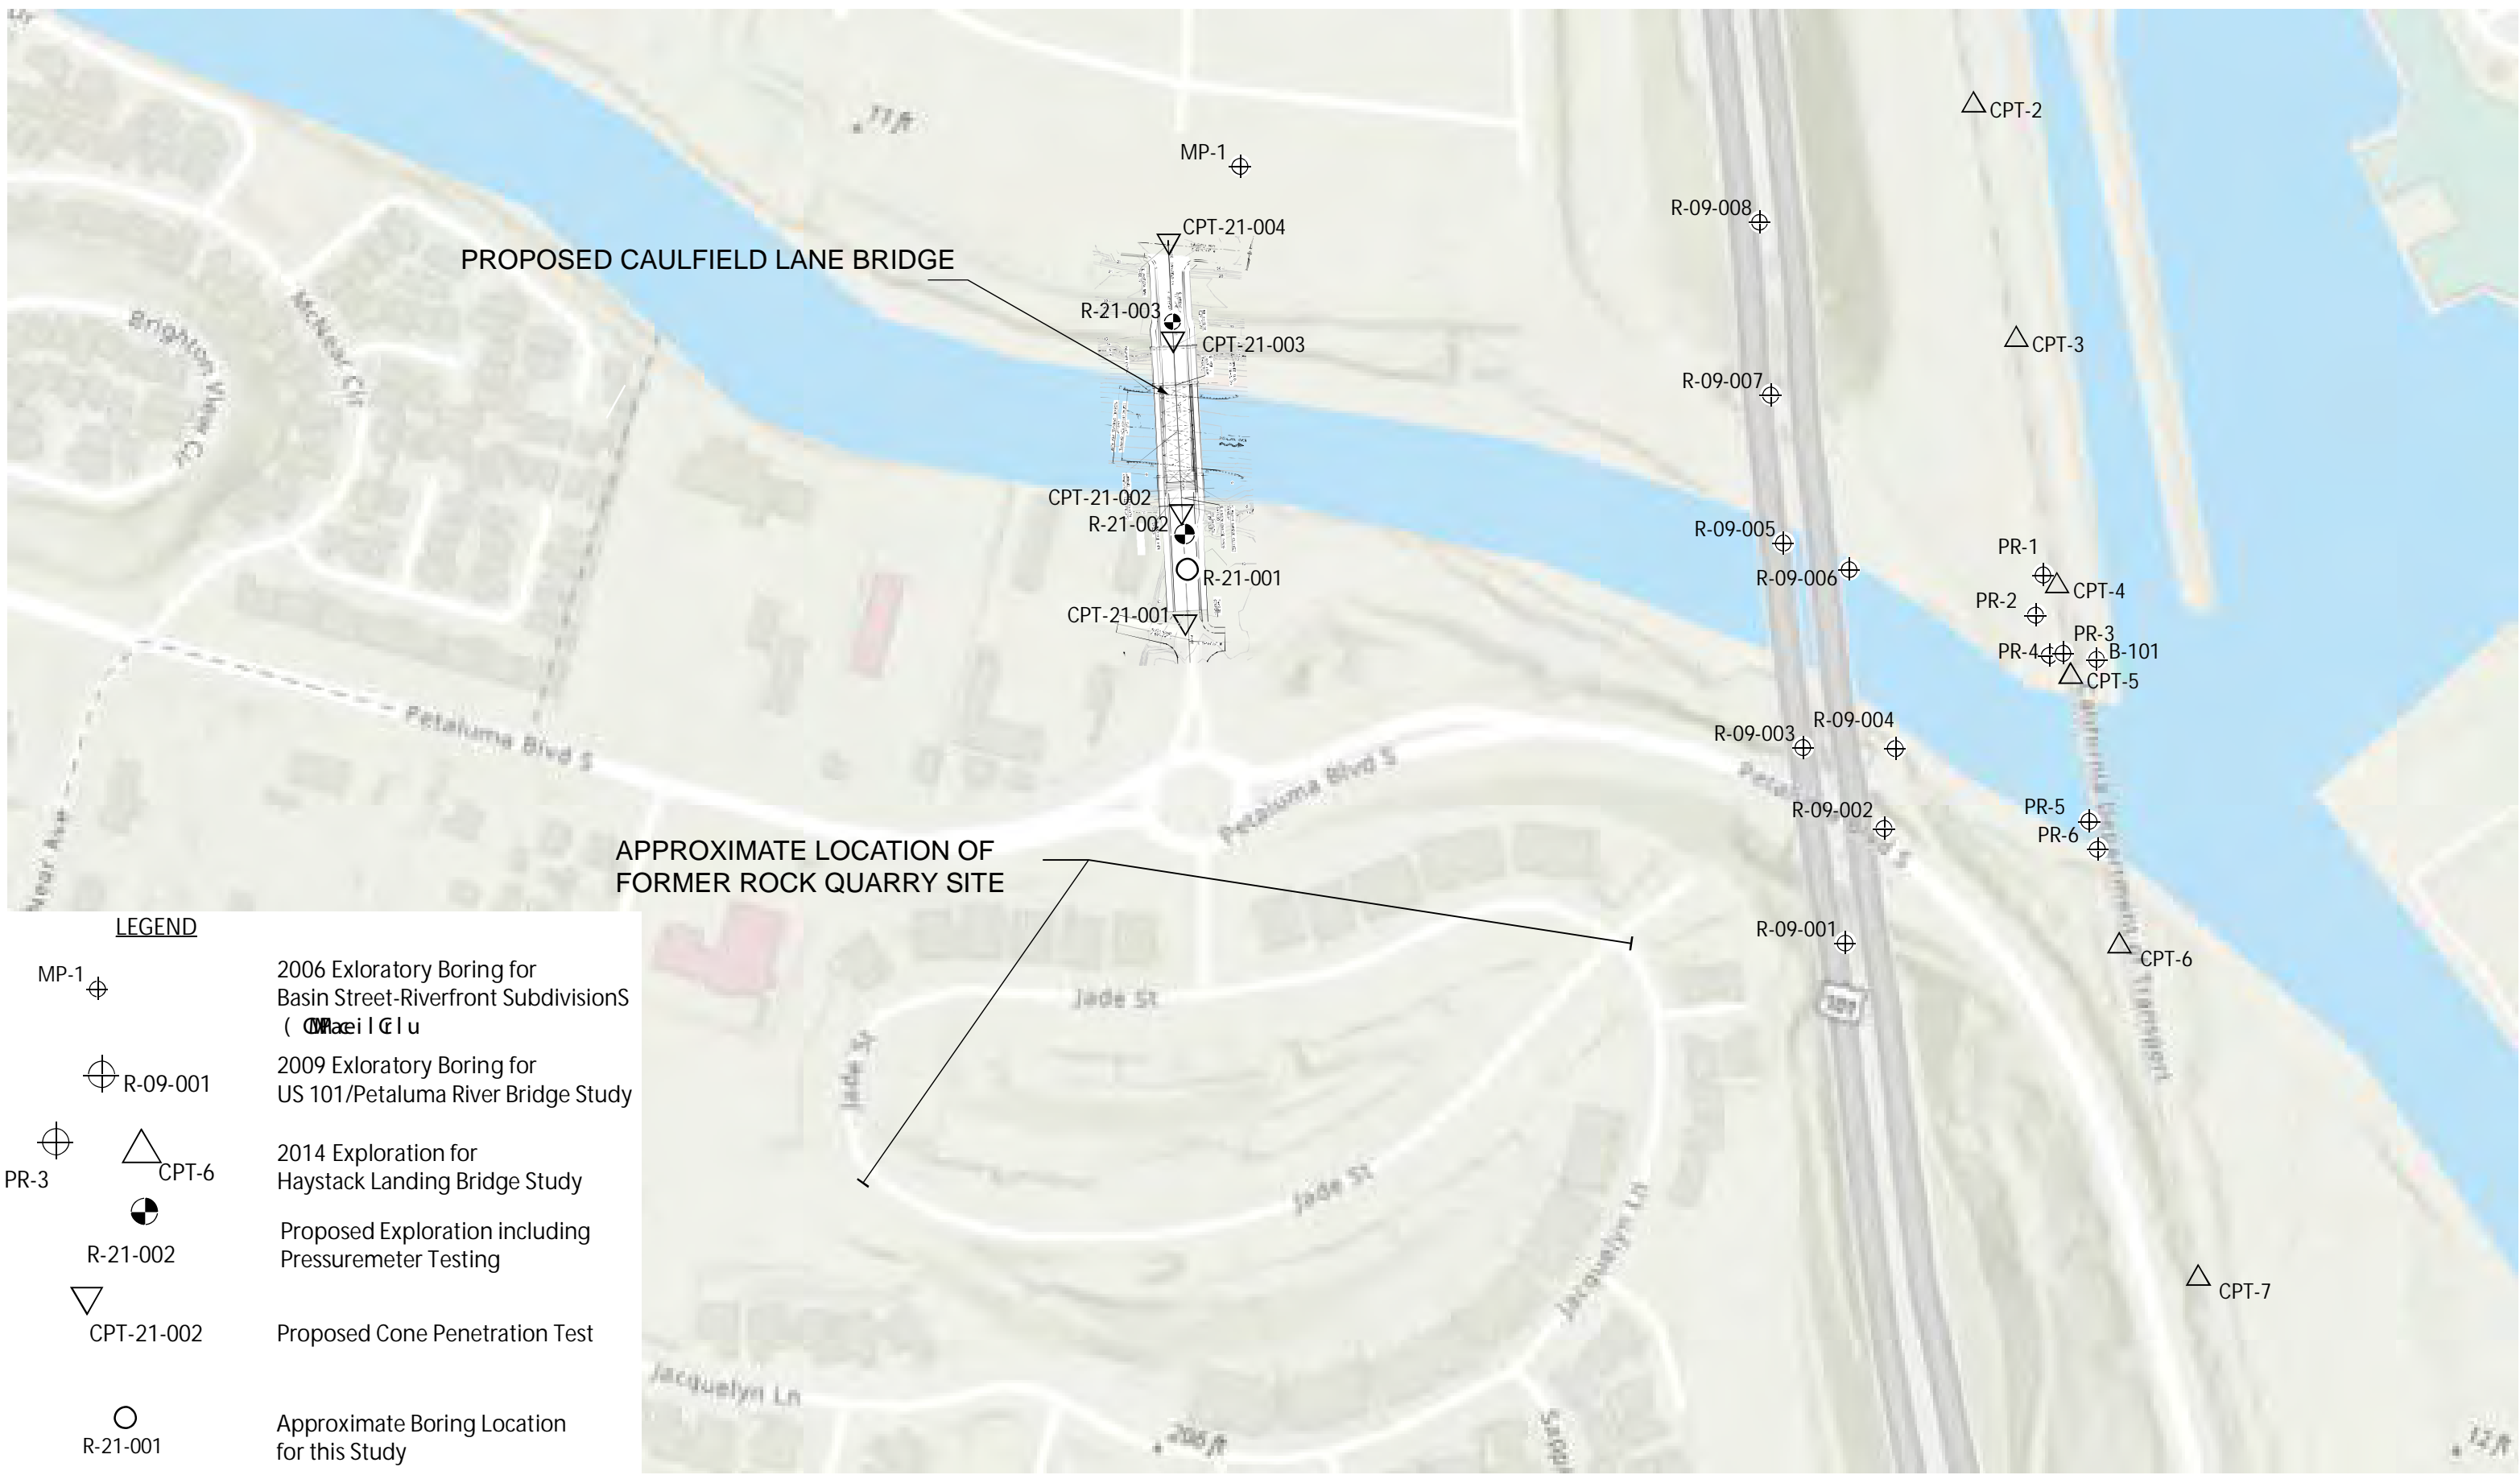 11 ft
CPT-2
MP-1
R-09-008
CPT-21-004
PROPOSED CAULFIELD LANE BRIDGE
R-21-003
CPT-21-003
CPT-3
Brighton View Cir
McNear Cir
R-09-007
CPT-21-002
R-21-002
R-09-005
R-09-006
PR-1
CPT-4
R-21-001
PR-2
CPT-21-001
PR-3
PR-4
B-101
CPT-5
Petaluma Blvd S
R-09-004
R-09-003
Petaluma Blvd S
R-09-002
PR-5
PR-6
APPROXIMATE LOCATION OF
FORMER ROCK QUARRY SITE
R-09-001
CPT-6
Transport
101
Jade St
Jade St
Jade St
Jacquelyn Ln
CPT-7
Jacquelyn Ln
206 ft
12 ft
LEGEND
MP-1
2006 Exloratory Boring for
Basin Street-Riverfront SubdivisionS
R-09-001
2009 Exloratory Boring for
US 101/Petaluma River Bridge Study
PR-3
CPT-6
2014 Exploration for
Haystack Landing Bridge Study
R-21-002
Proposed Exploration including
Pressuremeter Testing
CPT-21-002
Proposed Cone Penetration Test
R-21-001
Approximate Boring Location
for this Study